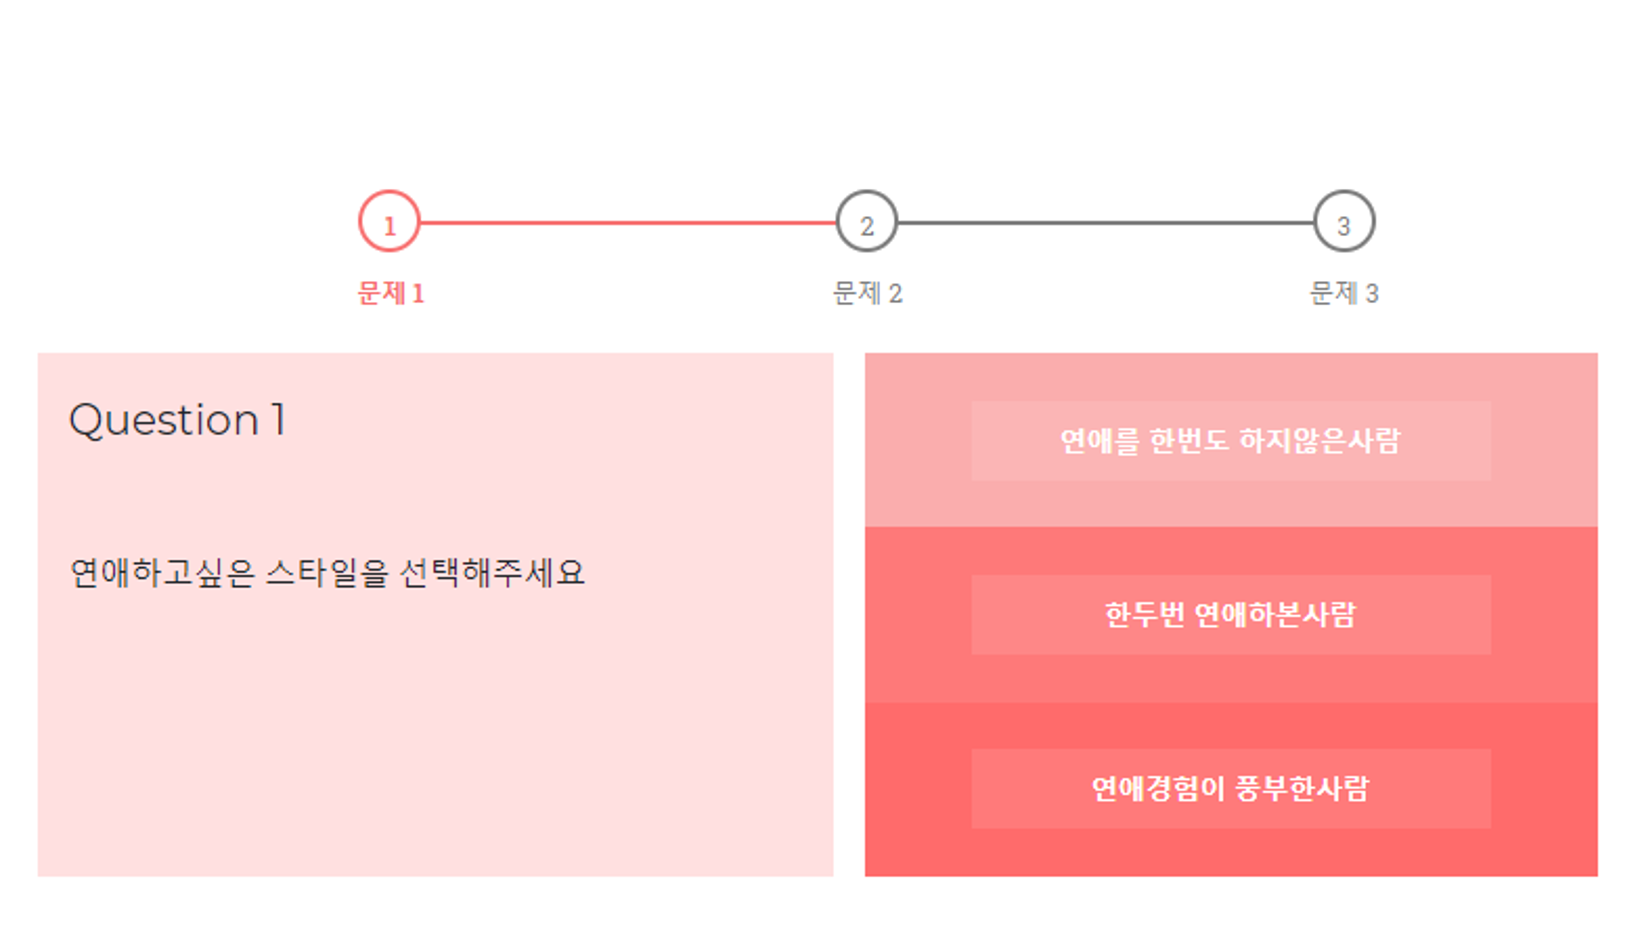 1
2
3
문제 1
문제 2
문제 3
Question 1
연애하고싶은 스타일을 선택해주세요
연애를 한번도 하지않은사람
한두번 연애하본사람
연애경험이 풍부한사람